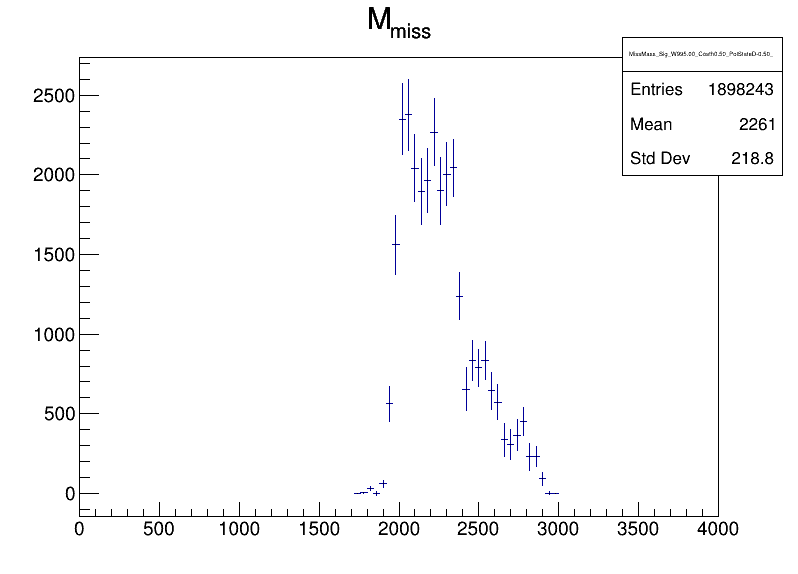 M_miss
MissMass_Sig_W995.00_Costh0.50_PolStateD-0.50_
Entries 1898243
Mean 2261
Std Dev 218.8
2500
2000
1500
1000
500
0
0 500 1000 1500 2000 2500 3000 3500 4000